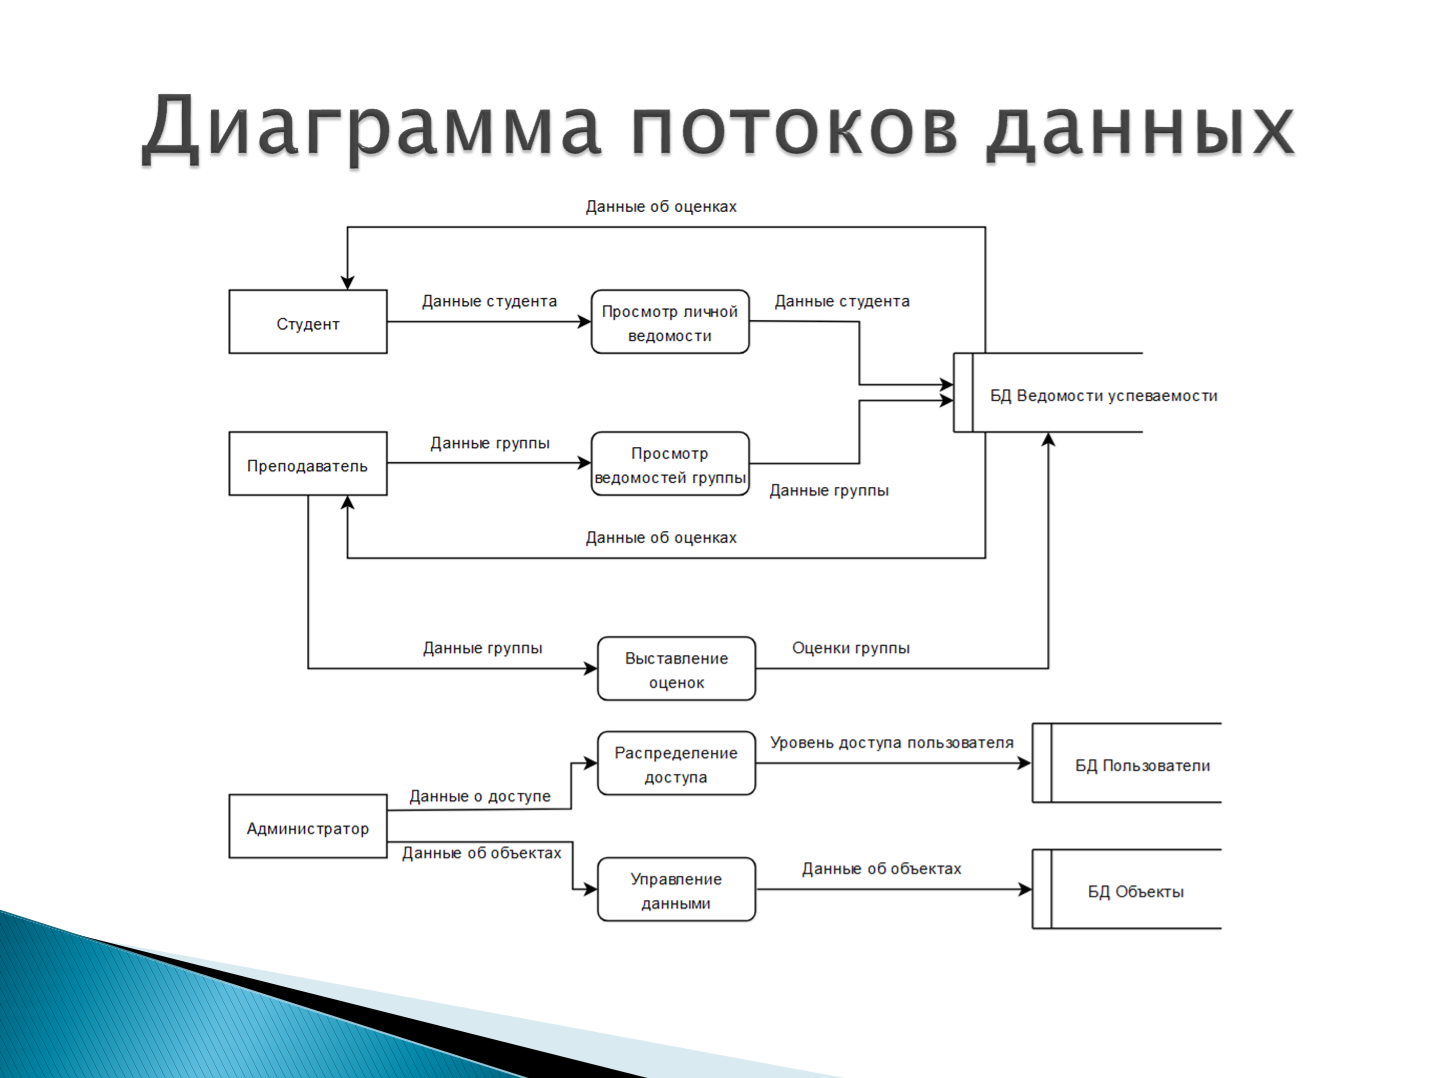 Диаграмма потоков данных
Данные об оценках
Студент
Данные студента
Просмотр личной
ведомости
Данные студента
БД Ведомости успеваемости
Преподаватель
Данные группы
Просмотр
ведомостей группы
Данные группы
Данные об оценках
Данные группы
Выставление
оценок
Оценки группы
Распределение
доступа
Уровень доступа пользователя
БД Пользователи
Данные о доступе
Администратор
Данные об объектах
Управление
данными
Данные об объектах
БД Объекты